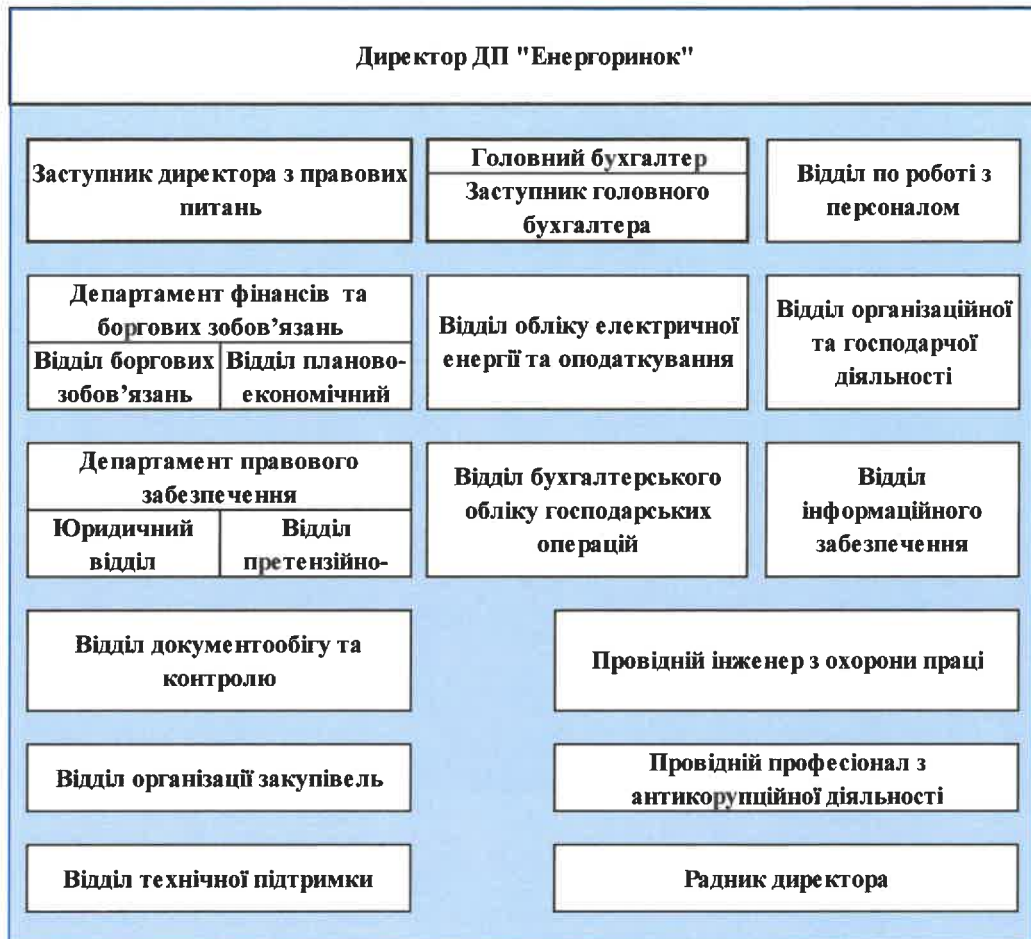 Директор ДП "Енергоринок"
Заступник директора з правових
питань
Головний бухгалтер
Заступник головного
бухгалтера
Відділ по роботі з
персоналом
Департамент фінансів та
боргових зобов’язань
Відділ боргових
зобов’язань
Відділ планово-
економічний
Відділ обліку електричної
енергії та оподаткування
Відділ організаційної
та господарчої
діяльності
Департамент правового
забезпечення
Юридичний
відділ
Відділ
претензійно-
Відділ бухгалтерського
обліку господарських
операцій
Відділ
інформаційного
забезпечення
Відділ документообігу та
контролю
Провідній інженер з охорони праці
Відділ організації закупівель
Провідній професіонал з
антикорупційної діяльності
Відділ технічної підтримки
Радник директора